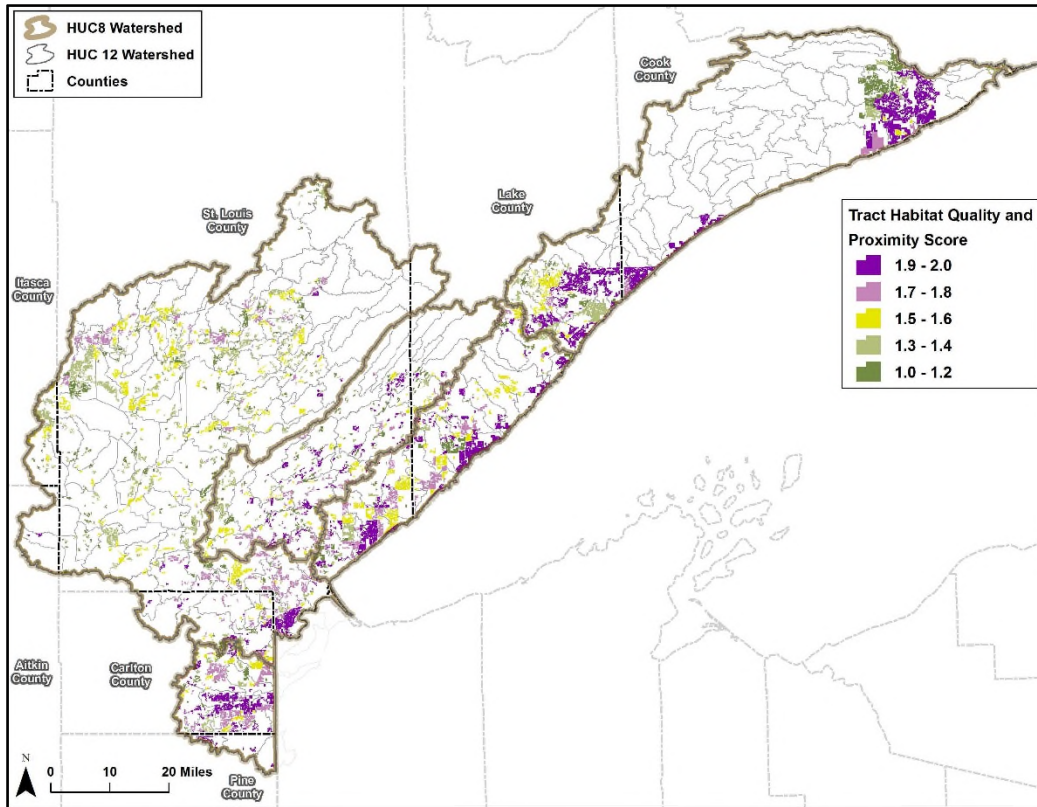 HUC8 Watershed
HUC 12 Watershed
Counties
Cook
County
Lake
County
St. Louis
County
Itasca
County
Tract Habitat Quality and
Proximity Score
1.9 - 2.0
1.7 - 1.8
1.5 - 1.6
1.3 - 1.4
1.0 - 1.2
Aitkin
County
Carlton
County
Pine
County
N
0 10 20 Miles